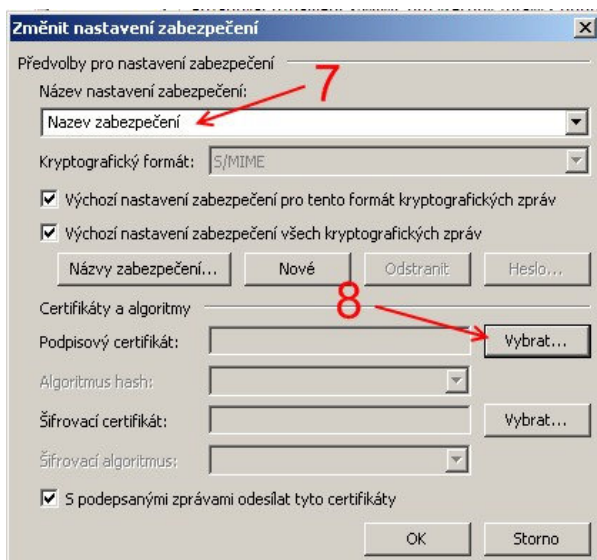 Změnit nastavení zabezpečení
Předvolby pro nastavení zabezpečení
7
Název nastavení zabezpečení:
Nazev zabezpečení
Kryptografický formát: S/MIME
Výchozí nastavení zabezpečení pro tento formát kryptografických zpráv
Výchozí nastavení zabezpečení všech kryptografických zpráv
Názvy zabezpečení... Nové Odstranit Heslo...
Certifikáty a algoritmy
8
Podpisový certifikát: Vybrat...
Algoritmus hash:
Šifrovací certifikát: Vybrat...
Šifrovací algoritmus:
S podepsanými zprávami odesílat tyto certifikáty
OK Storno